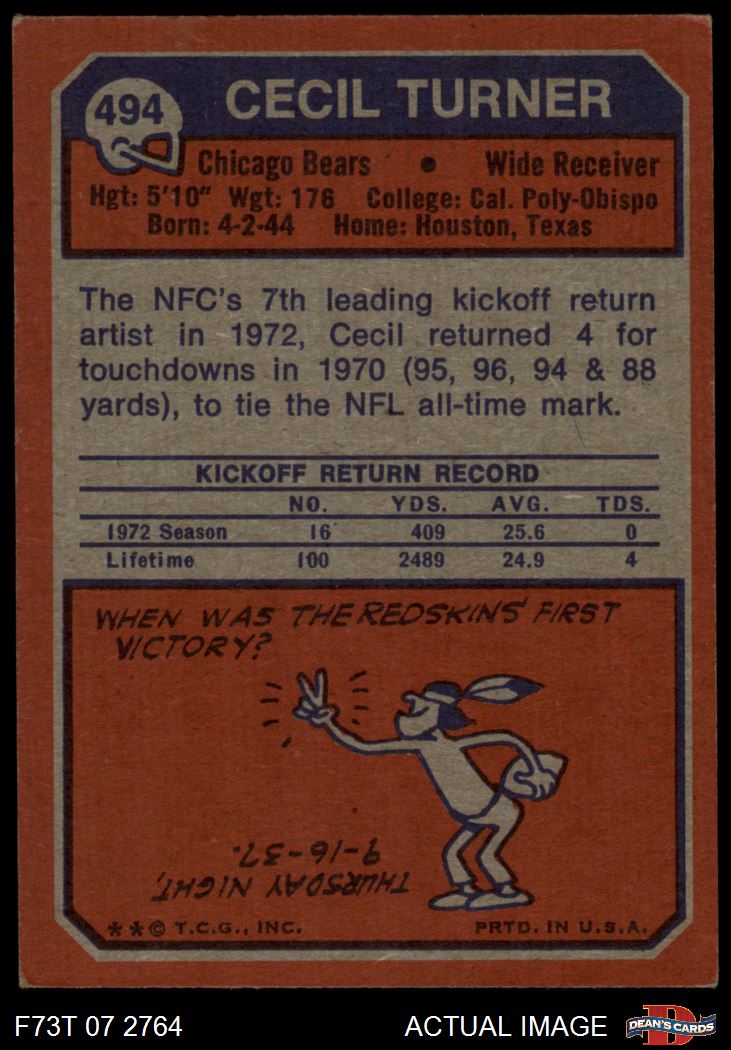 494
CECIL TURNER
Chicago Bears • Wide Receiver
Hgt: 5'10" Wgt: 176 College: Cal. Poly-Obispo
Born: 4-2-44 Home: Houston, Texas
The NFC's 7th leading kickoff return
artist in 1972, Cecil returned 4 for
touchdowns in 1970 (95, 96, 94 & 88
yards), to tie the NFL all-time mark.
KICKOFF RETURN RECORD
NO. YDS. AVG. TDS.
1972 Season 16 409 25.6 0
Lifetime 100 2489 24.9 4
WHEN WAS THE REDSKINS' FIRST
VICTORY?
THURSDAY NIGHT,
9-16-37.
**© T.C.G., INC. PRTD. IN U.S.A.
F73T 07 2764 ACTUAL IMAGE DEAN'S CARDS